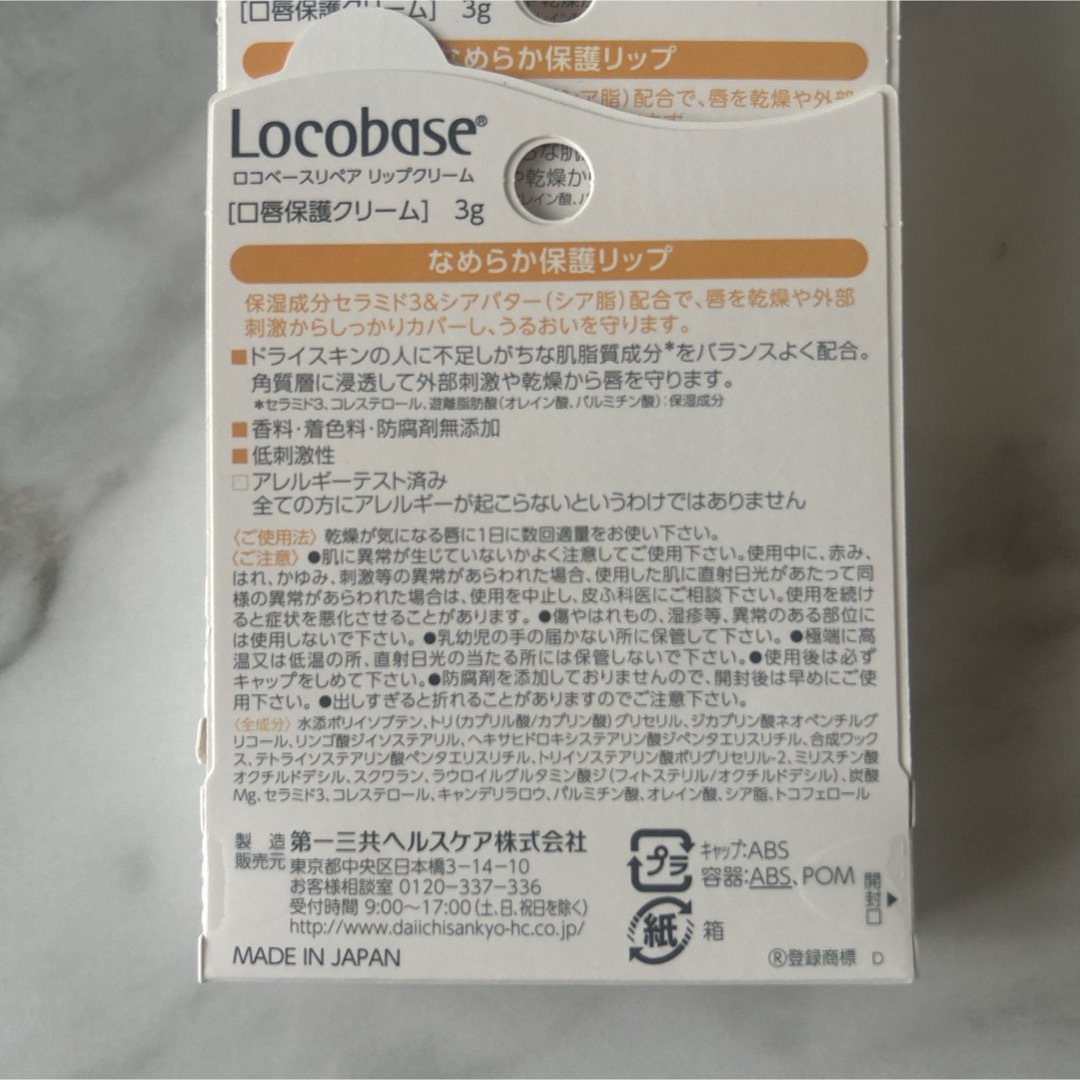 [口唇保護クリーム] 3g
なめらか保護リップ
ア脂)配合で、唇を乾燥や外部
Locobase®
ロコベースリペア リップクリーム
[口唇保護クリーム] 3g
な肌
乾燥か
レイン酸、
なめらか保護リップ
保湿成分セラミド3&シアバター(シア脂)配合で、唇を乾燥や外部
刺激からしっかりカバーし、うるおいを守ります。
■ドライスキンの人に不足しがちな肌脂質成分*をバランスよく配合。
角質層に浸透して外部刺激や乾燥から唇を守ります。
*セラミド3、コレステロール、遊離脂肪酸(オレイン酸、パルミチン酸):保湿成分
■香料・着色料・防腐剤無添加
■低刺激性
□アレルギーテスト済み
全ての方にアレルギーが起こらないというわけではありません
〈ご使用法〉乾燥が気になる唇に1日に数回適量をお使い下さい。
〈ご注意〉●肌に異常が生じていないかよく注意してご使用下さい。使用中に、赤み、
はれ、かゆみ、刺激等の異常があらわれた場合、使用した肌に直射日光があたって同
様の異常があらわれた場合は、使用を中止し、皮ふ科医にご相談下さい。使用を続け
ると症状を悪化させることがあります。●傷やはれもの、湿疹等、異常のある部位に
は使用しないで下さい。●乳幼児の手の届かない所に保管して下さい。●極端に高
温又は低温の所、直射日光の当たる所には保管しないで下さい。●使用後は必ず
キャップをしめて下さい。●防腐剤を添加しておりませんので、開封後は早めにご使
用下さい。●出しすぎると折れることがありますのでご注意下さい。
〈全成分〉水添ポリイソブテン、トリ(カプリル酸/カプリン酸)グリセリル、ジカプリン酸ネオペンチルグ
リコール、リンゴ酸ジイソステアリル、ヘキサヒドロキシステアリン酸ジペンタエリスリチル、合成ワック
ス、テトライソステアリン酸ペンタエリスリチル、トリイソステアリン酸ポリグリセリル-2、ミリスチン酸
オクチルドデシル、スクワラン、ラウロイルグルタミン酸ジ(フィトステリル/オクチルドデシル)、炭酸
Mg、セラミド3、コレステロール、キャンデリラロウ、パルミチン酸、オレイン酸、シア脂、トコフェロール
製造販売元 第一三共ヘルスケア株式会社
東京都中央区日本橋3-14-10
お客様相談室 0120-337-336
受付時間 9:00～17:00(土、日、祝日を除く)
http://www.daiichisankyo-hc.co.jp/
MADE IN JAPAN
プラ
キャップ:ABS
容器:ABS、POM
紙
箱
開封口▶
®登録商標 D